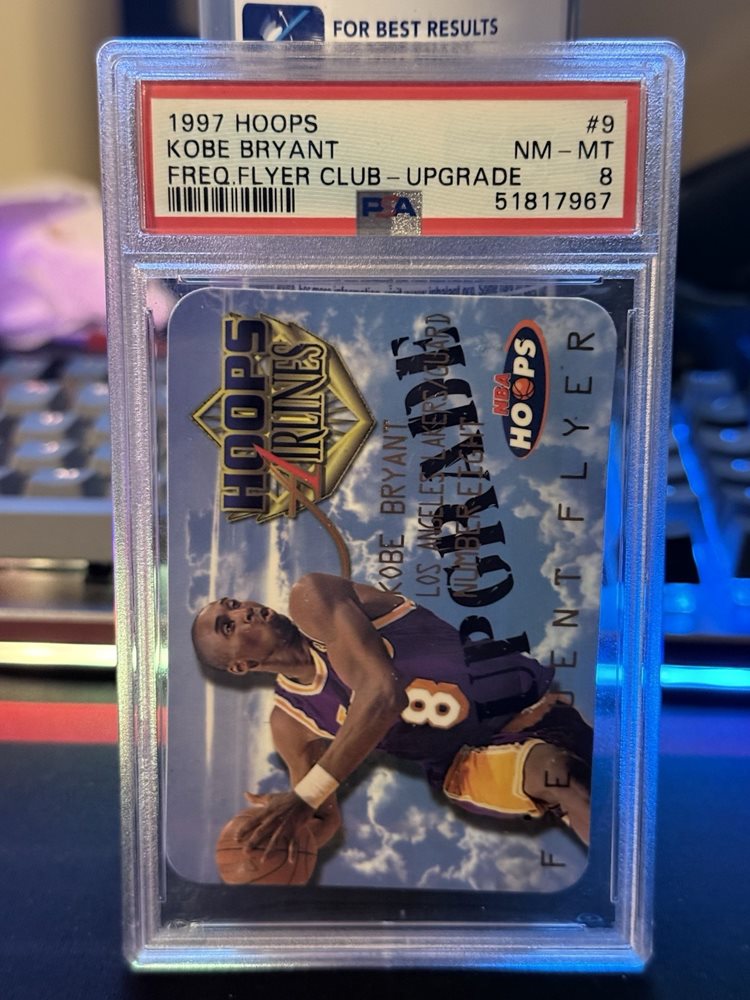 FOR BEST RESULTS
1997 HOOPS #9
KOBE BRYANT NM-MT
FREQ.FLYER CLUB-UPGRADE 8
PSA 51817967
HOOPS
AIRLINES
NBA
HOOPS
KOBE BRYANT
LOS ANGELES LAKERS/GUARD
NUMBER EIGHT
UPGRADE
FREQUENT FLYER
8